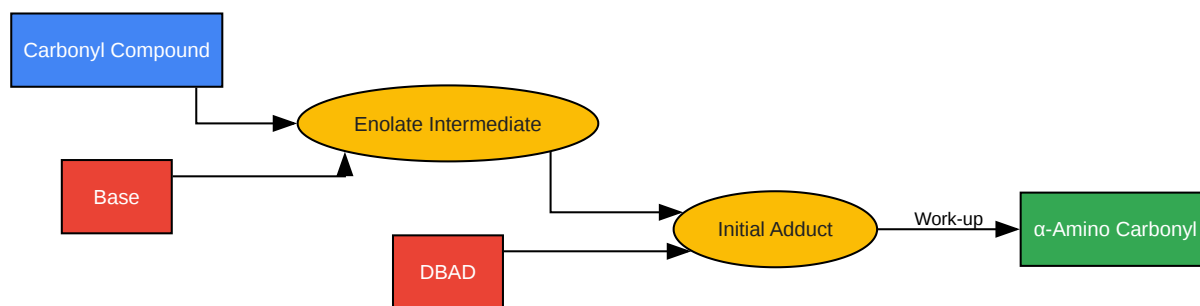 Carbonyl Compound
Enolate Intermediate
Base
Work-up
Initial Adduct
α-Amino Carbonyl
DBAD